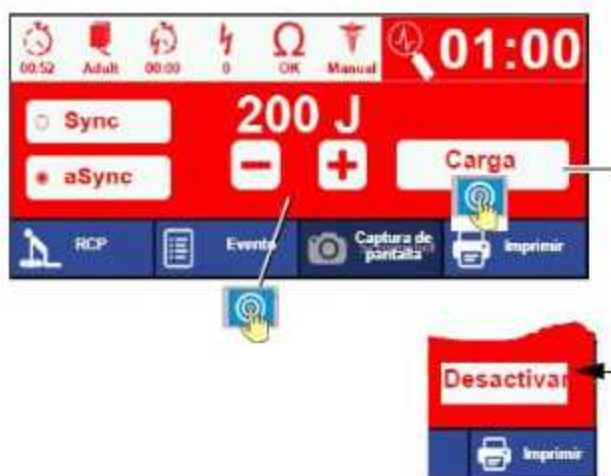 01:00
00:52 Adult 00:00 0 OK Manual
200 J
Sync
aSync
Carga
RCP
Evento
Captura de
pantalla
Imprimir
Desactivar
Imprimir